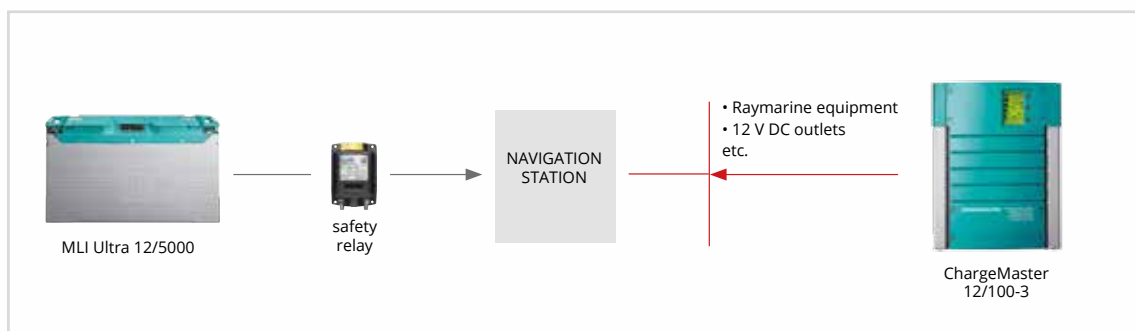 MLI Ultra 12/5000
safety
relay
NAVIGATION
STATION
• Raymarine equipment
• 12 V DC outlets
etc.
ChargeMaster
12/100-3